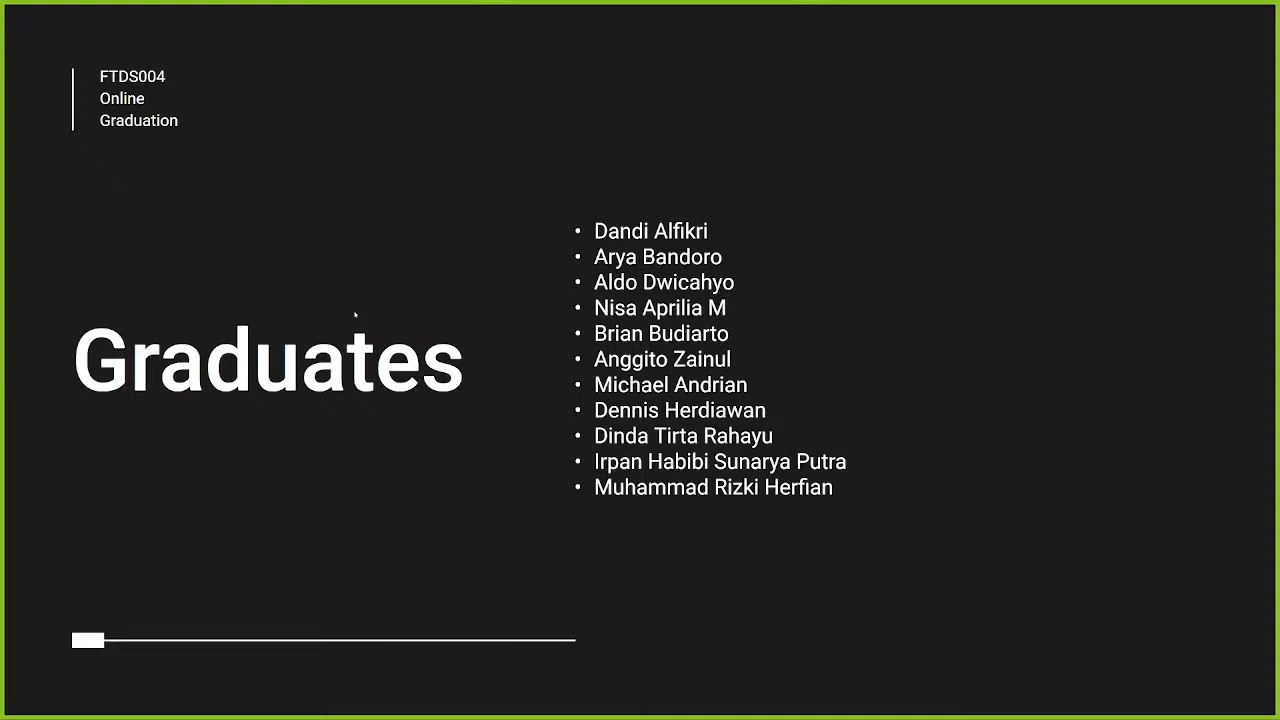 FTDS004
Online
Graduation
Graduates
• Dandi Alfikri
• Arya Bandoro
• Aldo Dwicahyo
• Nisa Aprilia M
• Brian Budiarto
• Anggito Zainul
• Michael Andrian
• Dennis Herdiawan
• Dinda Tirta Rahayu
• Irpan Habibi Sunarya Putra
• Muhammad Rizki Herfian